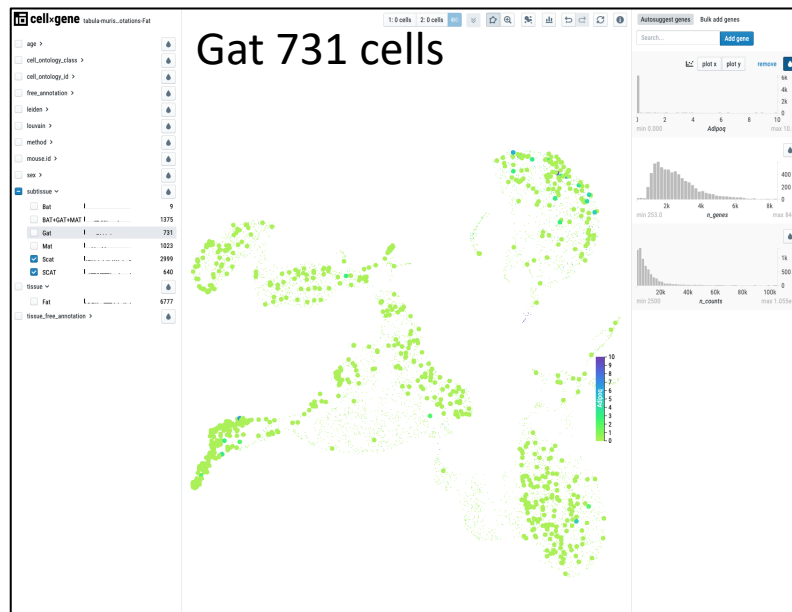 cell×gene tabula-muris...otations-Fat
1: 0 cells 2: 0 cells
Gat 731 cells
age
cell_ontology_class
cell_ontology_id
free_annotation
leiden
louvain
method
mouse.id
sex
subtissue
Bat 9
BAT+GAT+MAT 1375
Gat 731
Mat 1023
Scat 2999
SCAT 640
tissue
Fat 6777
tissue_free_annotation
10
9
8
7
6
5
4
3
2
1
0
Adipoq
Autosuggest genes Bulk add genes
Search... Add gene
plot x plot y remove
6k
4k
2k
0
2 4 6 8 10
min 0.000 Adipoq max 10.
400
200
0
2k 4k 6k 8k
min 253.0 n_genes max 84
1k
500
0
20k 40k 60k 80k 100k
min 2500 n_counts max 1.055e